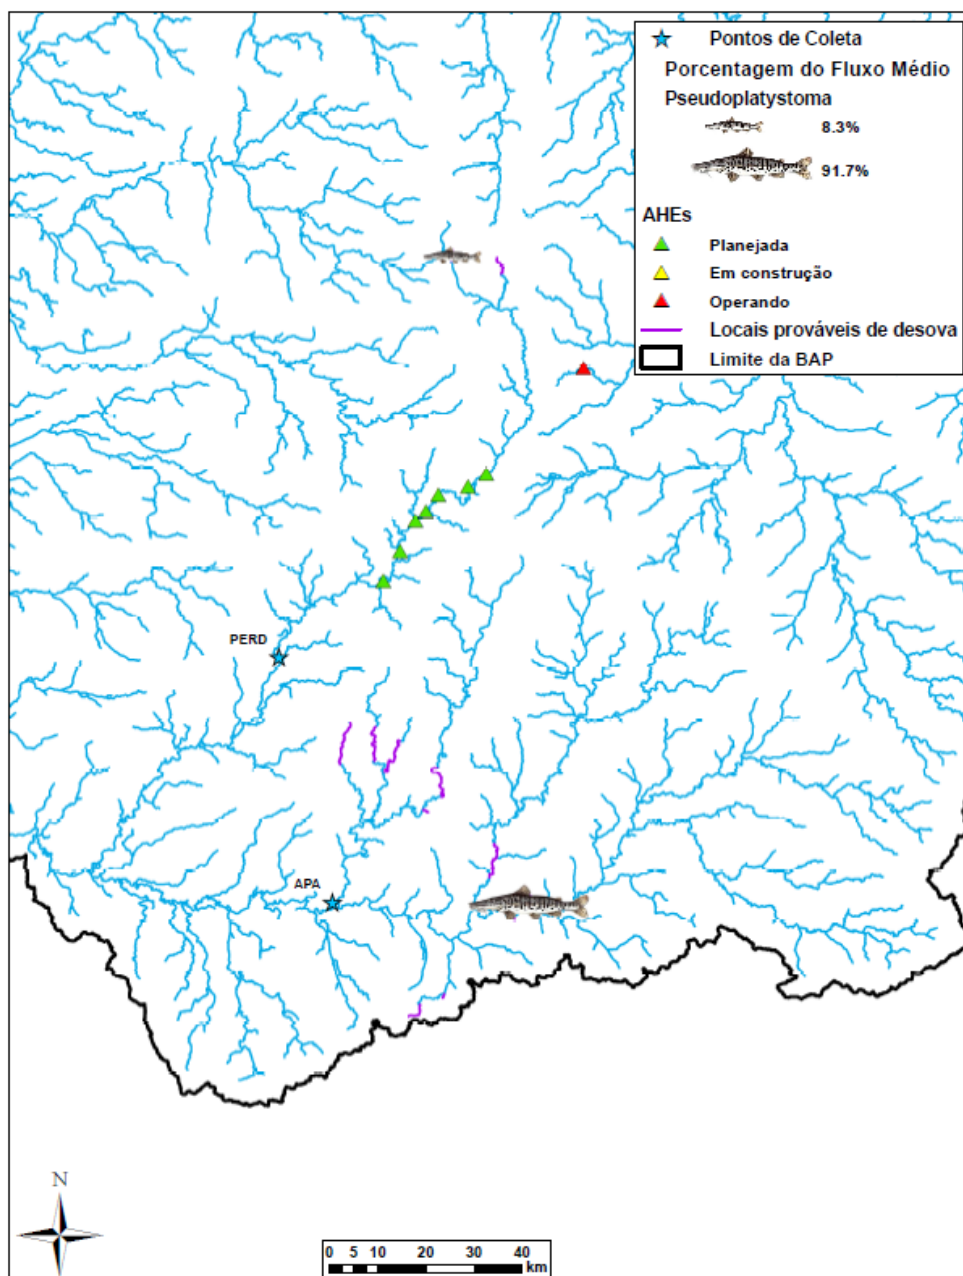 Pontos de Coleta
Porcentagem do Fluxo Médio
Pseudoplatystoma
8.3%
91.7%
AHEs
Planejada
Em construção
Operando
Locais prováveis de desova
Limite da BAP
PERD
APA
N
0 5 10 20 30 40
km